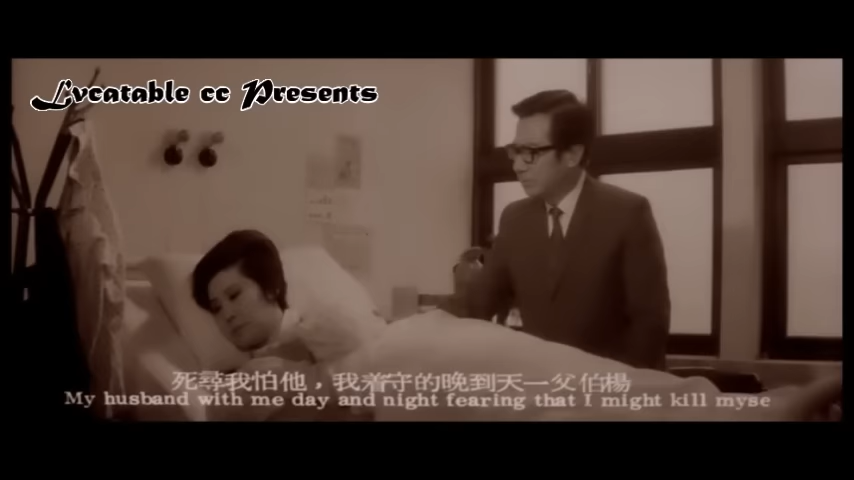 Lvcatable cc Presents
楊伯父一天到晚的守着我，他怕我尋死
My husband with me day and night fearing that I might kill myse